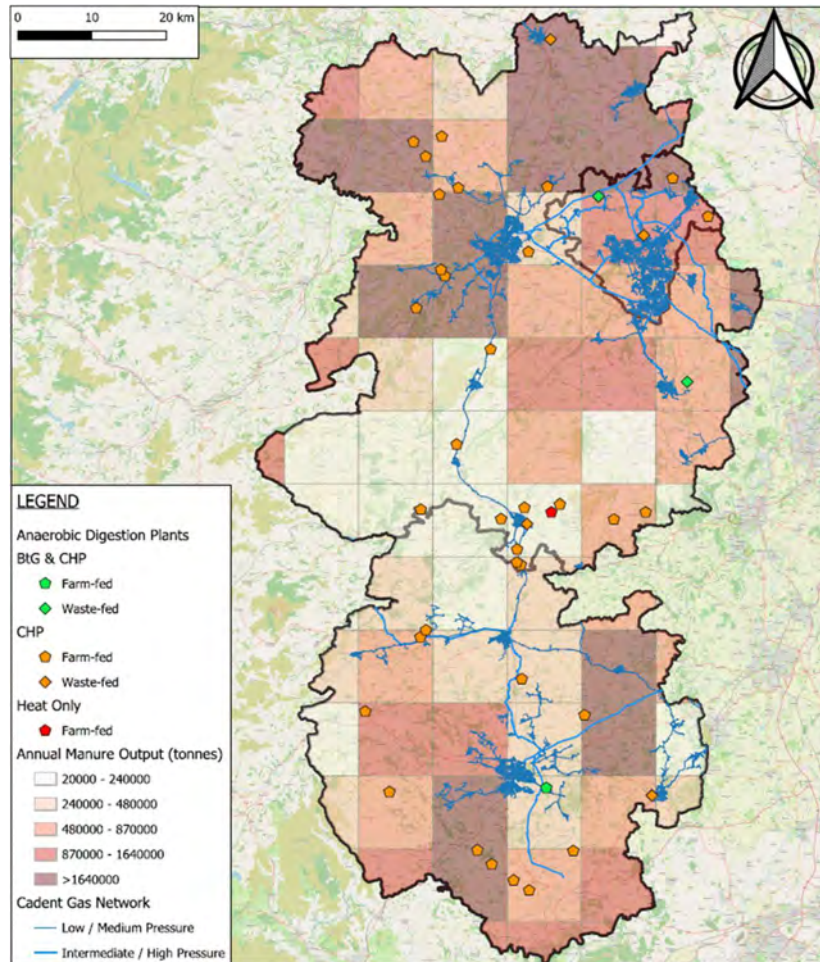 0 10 20 km
LEGEND
Anaerobic Digestion Plants
BtG & CHP
Farm-fed
Waste-fed
CHP
Farm-fed
Waste-fed
Heat Only
Farm-fed
Annual Manure Output (tonnes)
20000 - 240000
240000 - 480000
480000 - 870000
870000 - 1640000
>1640000
Cadent Gas Network
Low / Medium Pressure
Intermediate / High Pressure